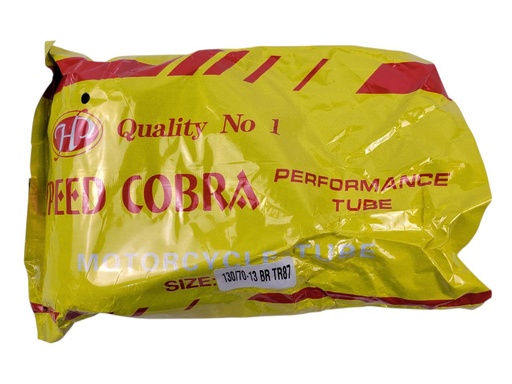 HP Quality No 1
PEED COBRA
PERFORMANCE
TUBE
MOTORCYCLE TUBE
SIZE: 130/70-13 BR TR87